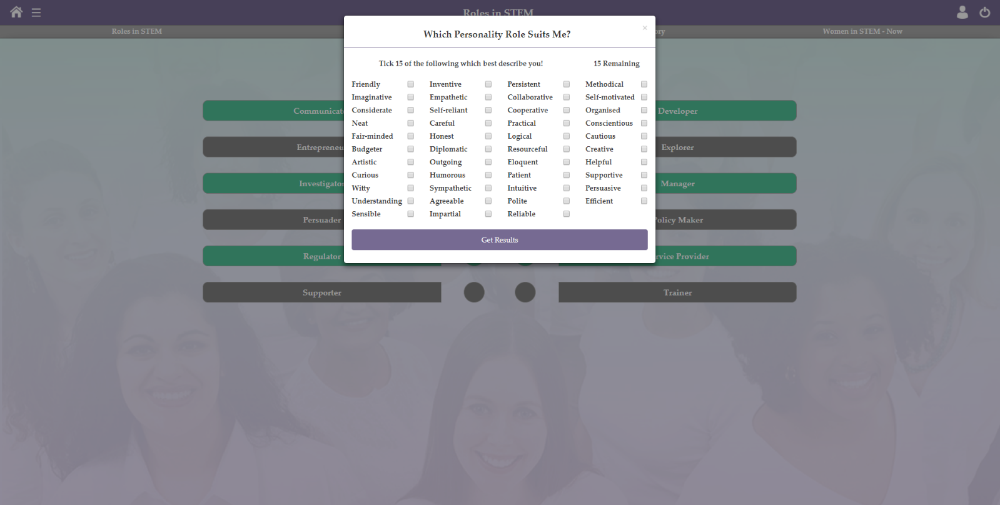 Roles in STEM
Roles in STEM
ory
Women in STEM - Now
Which Personality Role Suits Me?
×
Tick 15 of the following which best describe you!
15 Remaining
Friendly Inventive Persistent Methodical
Imaginative Empathetic Collaborative Self-motivated
Considerate Self-reliant Cooperative Organised
Neat Careful Practical Conscientious
Fair-minded Honest Logical Cautious
Budgeter Diplomatic Resourceful Creative
Artistic Outgoing Eloquent Helpful
Curious Humorous Patient Supportive
Witty Sympathetic Intuitive Persuasive
Understanding Agreeable Polite Efficient
Sensible Impartial Reliable
Get Results
Communicat
Developer
Entrepreneu
Explorer
Investigator
Manager
Persuader
olicy Maker
Regulator
rvice Provider
Supporter
Trainer